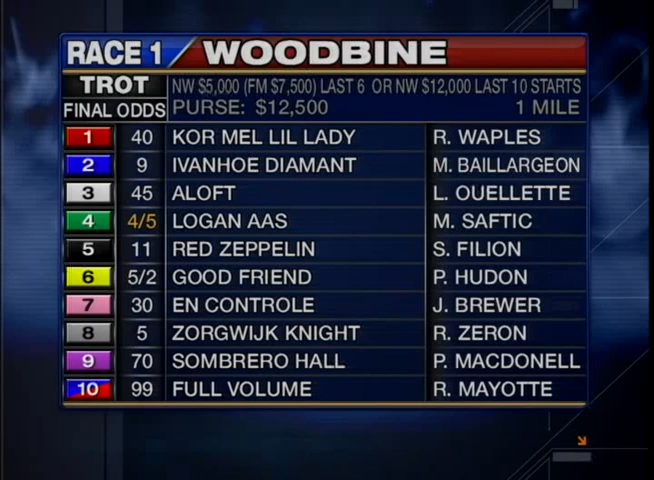 RACE 1 WOODBINE
TROT NW $5,000 (FM $7,500) LAST 6 OR NW $12,000 LAST 10 STARTS
FINAL ODDS PURSE: $12,500 1 MILE
1 40 KOR MEL LIL LADY R. WAPLES
2 9 IVANHOE DIAMANT M. BAILLARGEON
3 45 ALOFT L. OUELLETTE
4 4/5 LOGAN AAS M. SAFTIC
5 11 RED ZEPPELIN S. FILION
6 5/2 GOOD FRIEND P. HUDON
7 30 EN CONTROLE J. BREWER
8 5 ZORGWIJK KNIGHT R. ZERON
9 70 SOMBRERO HALL P. MACDONELL
10 99 FULL VOLUME R. MAYOTTE